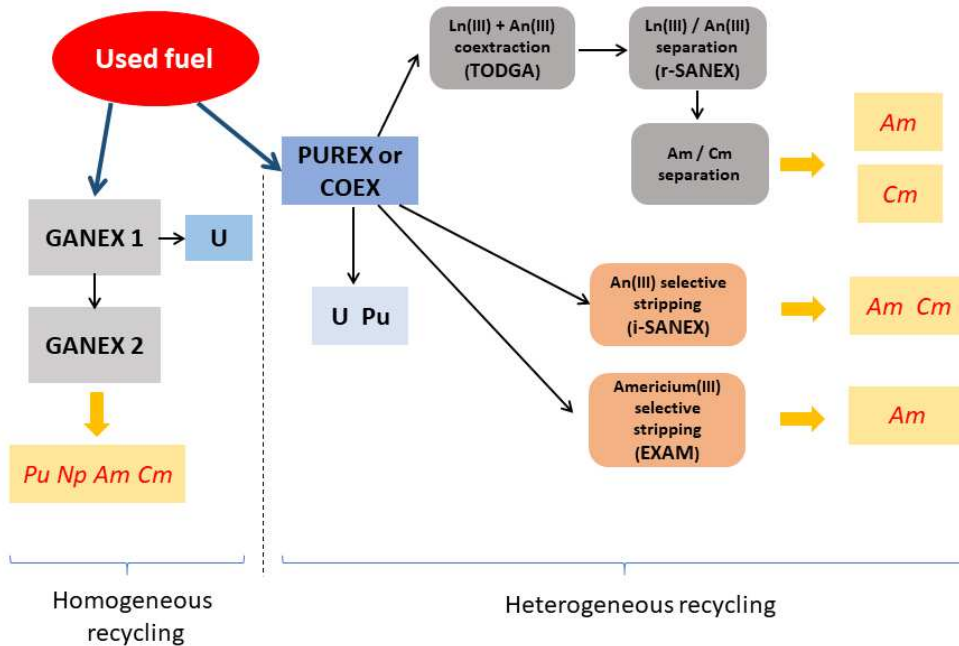 Used fuel
GANEX 1
U
GANEX 2
Pu Np Am Cm
PUREX or
COEX
U Pu
Ln(III) + An(III)
coextraction
(TODGA)
Ln(III) / An(III)
separation
(r-SANEX)
Am / Cm
separation
Am
Cm
An(III) selective
stripping
(i-SANEX)
Am Cm
Americium(III)
selective
stripping
(EXAM)
Am
Homogeneous
recycling
Heterogeneous recycling